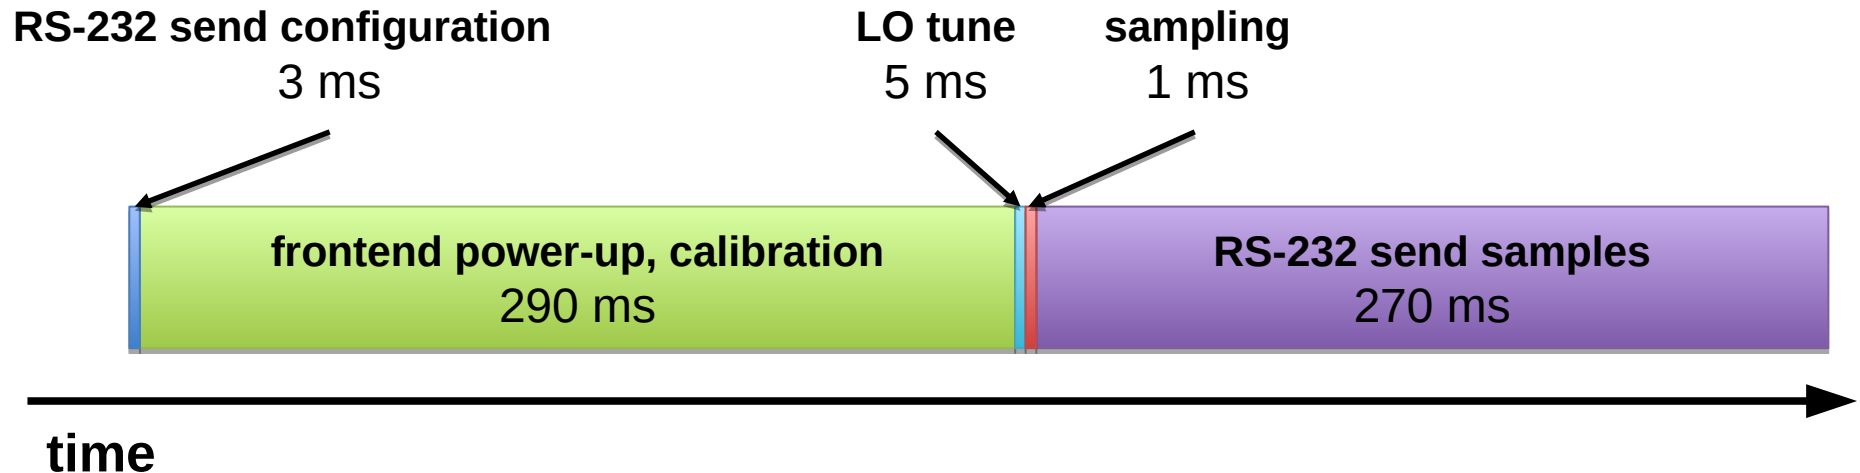 RS-232 send configuration
3 ms
LO tune
5 ms
sampling
1 ms
frontend power-up, calibration
290 ms
RS-232 send samples
270 ms
time